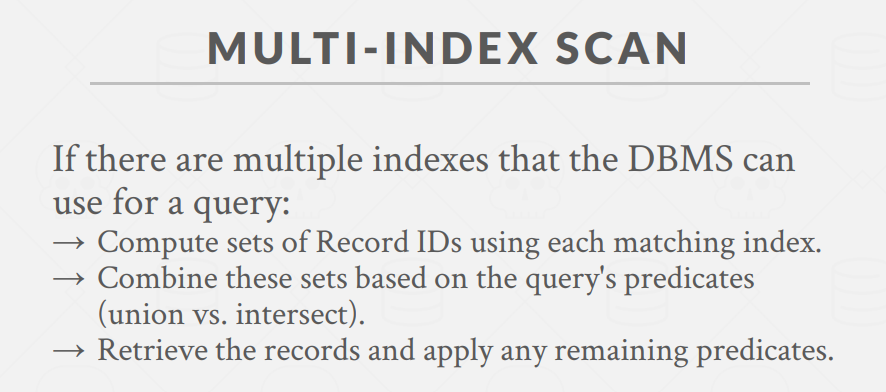 MULTI-INDEX SCAN
If there are multiple indexes that the DBMS can
use for a query:
→ Compute sets of Record IDs using each matching index.
→ Combine these sets based on the query's predicates
(union vs. intersect).
→ Retrieve the records and apply any remaining predicates.